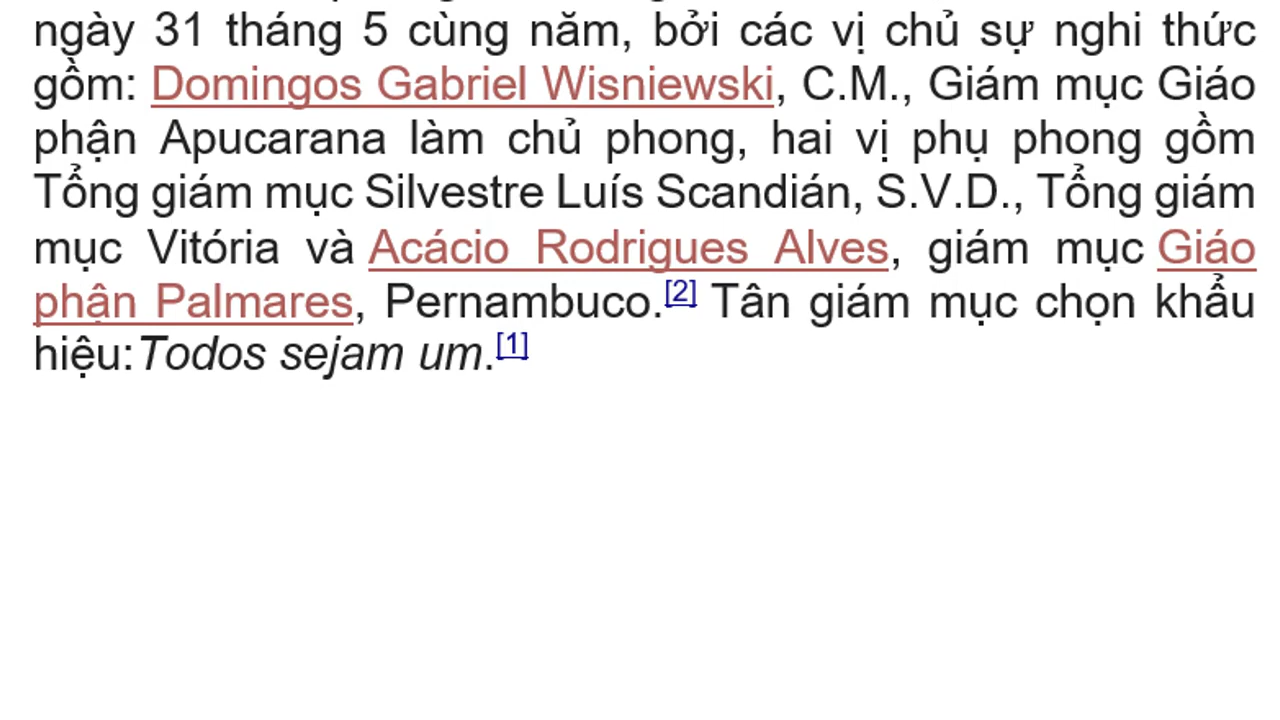 ngày 31 tháng 5 cùng năm, bởi các vị chủ sự nghi thức
gồm: Domingos Gabriel Wisniewski, C.M., Giám mục Giáo
phận Apucarana làm chủ phong, hai vị phụ phong gồm
Tổng giám mục Silvestre Luís Scandián, S.V.D., Tổng giám
mục Vitória và Acácio Rodrigues Alves, giám mục Giáo
phận Palmares, Pernambuco.[2] Tân giám mục chọn khẩu
hiệu:Todos sejam um.[1]